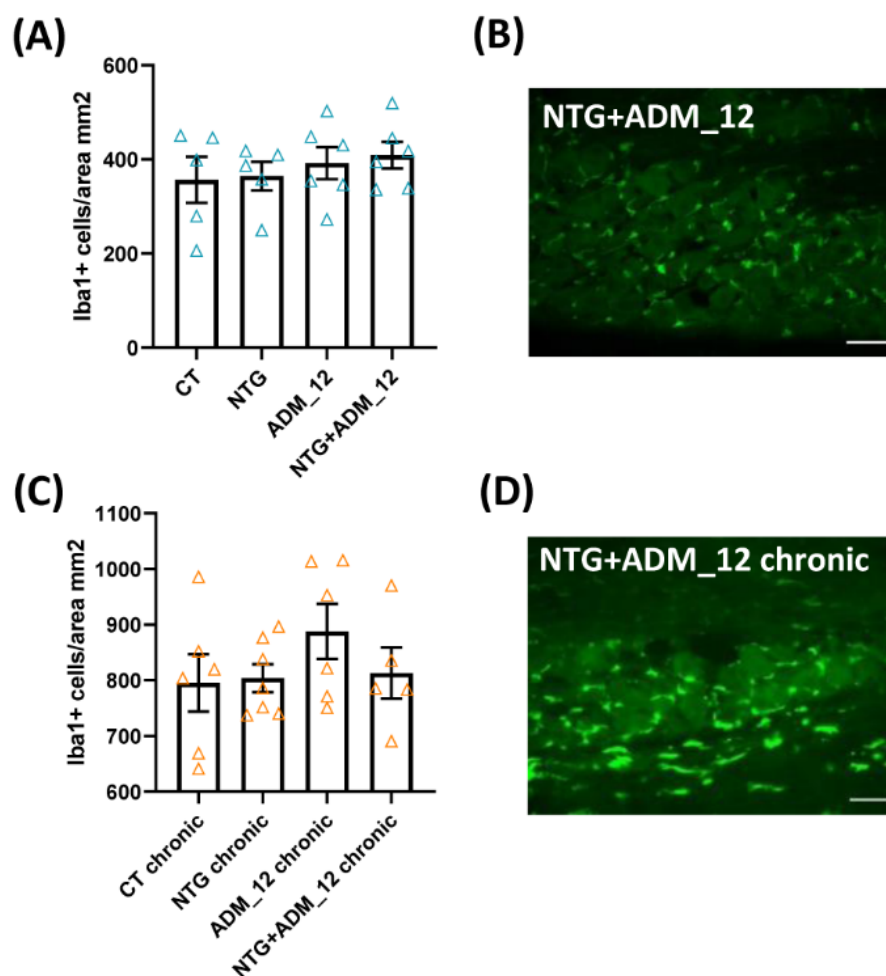 (A)
Iba1+ cells/area mm2
600
400
200
0
CT
NTG
ADM_12
NTG+ADM_12
(B)
NTG+ADM_12
(C)
Iba1+ cells/area mm2
1100
1000
900
800
700
600
CT chronic
NTG chronic
ADM_12 chronic
NTG+ADM_12 chronic
(D)
NTG+ADM_12 chronic